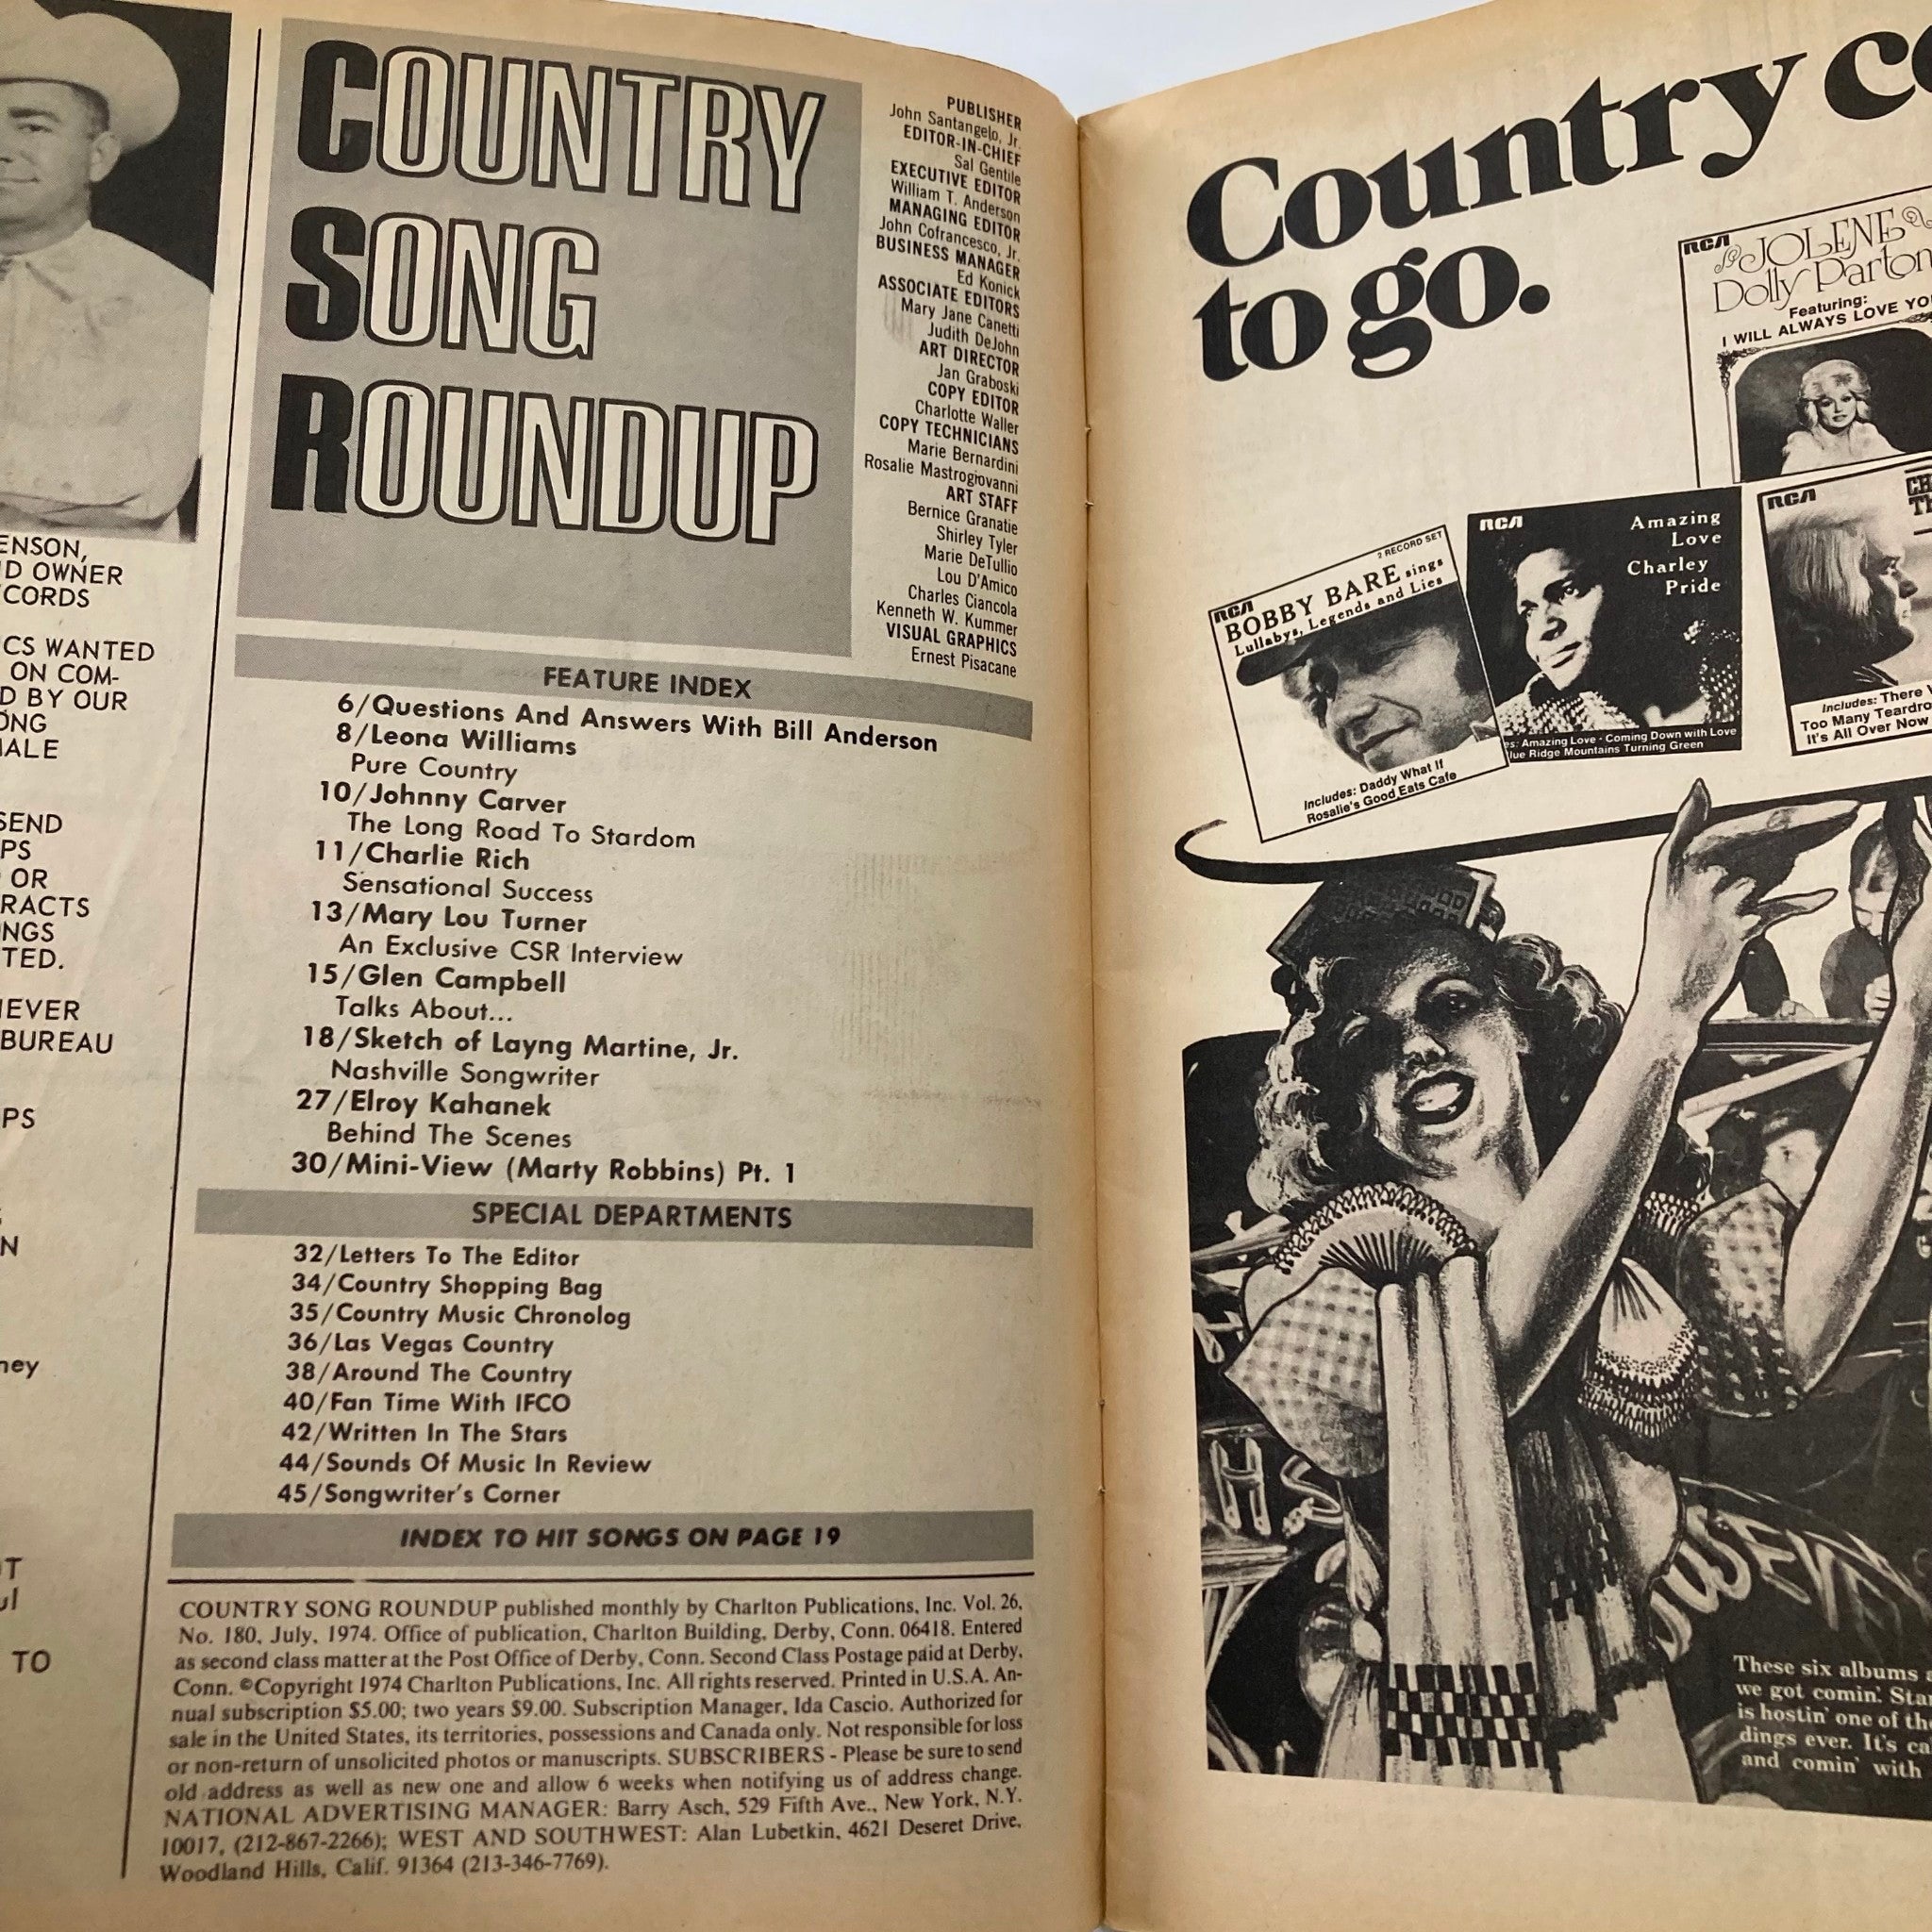 D OWNER
CORDS
CS WANTED
ON COM-
BY OUR
SEND
OR
EVER
BUREAU
TO
COUNTRY
SONG
ROUNDUP
PUBLISHER
John Santangelo, Jr.
EDITOR-IN-CHIEF
Sal Gentile
EXECUTIVE EDITOR
William T. Anderson
MANAGING EDITOR
John Cofrancesco, Jr.
BUSINESS MANAGER
Ed Konick
ASSOCIATE EDITORS
Mary Jane Canetti
Judith DeJohn
ART DIRECTOR
Jan Graboski
COPY EDITOR
Charlotte Waller
COPY TECHNICIANS
Marie Bernardini
Rosalie Mastrogiovanni
ART STAFF
Bernice Granatie
Shirley Tyler
Marie DeTullio
Lou D'Amico
Charles Ciancola
Kenneth W. Kummer
VISUAL GRAPHICS
Ernest Pisacane
FEATURE INDEX
6/Questions And Answers With Bill Anderson
8/Leona Williams
Pure Country
10/Johnny Carver
The Long Road To Stardom
11/Charlie Rich
Sensational Success
13/Mary Lou Turner
An Exclusive CSR Interview
15/Glen Campbell
Talks About...
18/Sketch of Layng Martine, Jr.
Nashville Songwriter
27/Elroy Kahanek
Behind The Scenes
30/Mini-View (Marty Robbins) Pt. 1
SPECIAL DEPARTMENTS
32/Letters To The Editor
34/Country Shopping Bag
35/Country Music Chronolog
36/Las Vegas Country
38/Around The Country
40/Fan Time With IFCO
42/Written In The Stars
44/Sounds Of Music In Review
45/Songwriter's Corner
INDEX TO HIT SONGS ON PAGE 19
COUNTRY SONG ROUNDUP published monthly by Charlton Publications, Inc. Vol. 26,
No. 180, July, 1974. Office of publication, Charlton Building, Derby, Conn. 06418. Entered
as second class matter at the Post Office of Derby, Conn. Second Class Postage paid at Derby,
Conn. ©Copyright 1974 Charlton Publications, Inc. All rights reserved. Printed in U.S.A. An-
nual subscription $5.00; two years $9.00. Subscription Manager, Ida Cascio. Authorized for
sale in the United States, its territories, possessions and Canada only. Not responsible for loss
or non-return of unsolicited photos or manuscripts. SUBSCRIBERS - Please be sure to send
old address as well as new one and allow 6 weeks when notifying us of address change.
NATIONAL ADVERTISING MANAGER: Barry Asch, 529 Fifth Ave., New York, N.Y.
10017, (212-867-2266); WEST AND SOUTHWEST: Alan Lubetkin, 4621 Deseret Drive,
Woodland Hills, Calif. 91364 (213-346-7769).
Country
to go.
RCA
JOLENE
Dolly Parton
Featuring:
I WILL ALWAYS LOVE YO
2 RECORD SET
RCA
BOBBY BARE sings
Lullabys, Legends and Lies
Includes: Daddy What If
Rosalie's Good Eats Cafe
RCA
Amazing
Love
Charley
Pride
es: Amazing Love · Coming Down with Love
lue Ridge Mountains Turning Green
RCA
Includes: There
Too Many Teardro
It's All Over Now
These six albums
we got comin'. Sta
is hostin' one of the
dings ever. It's ca
and comin' with